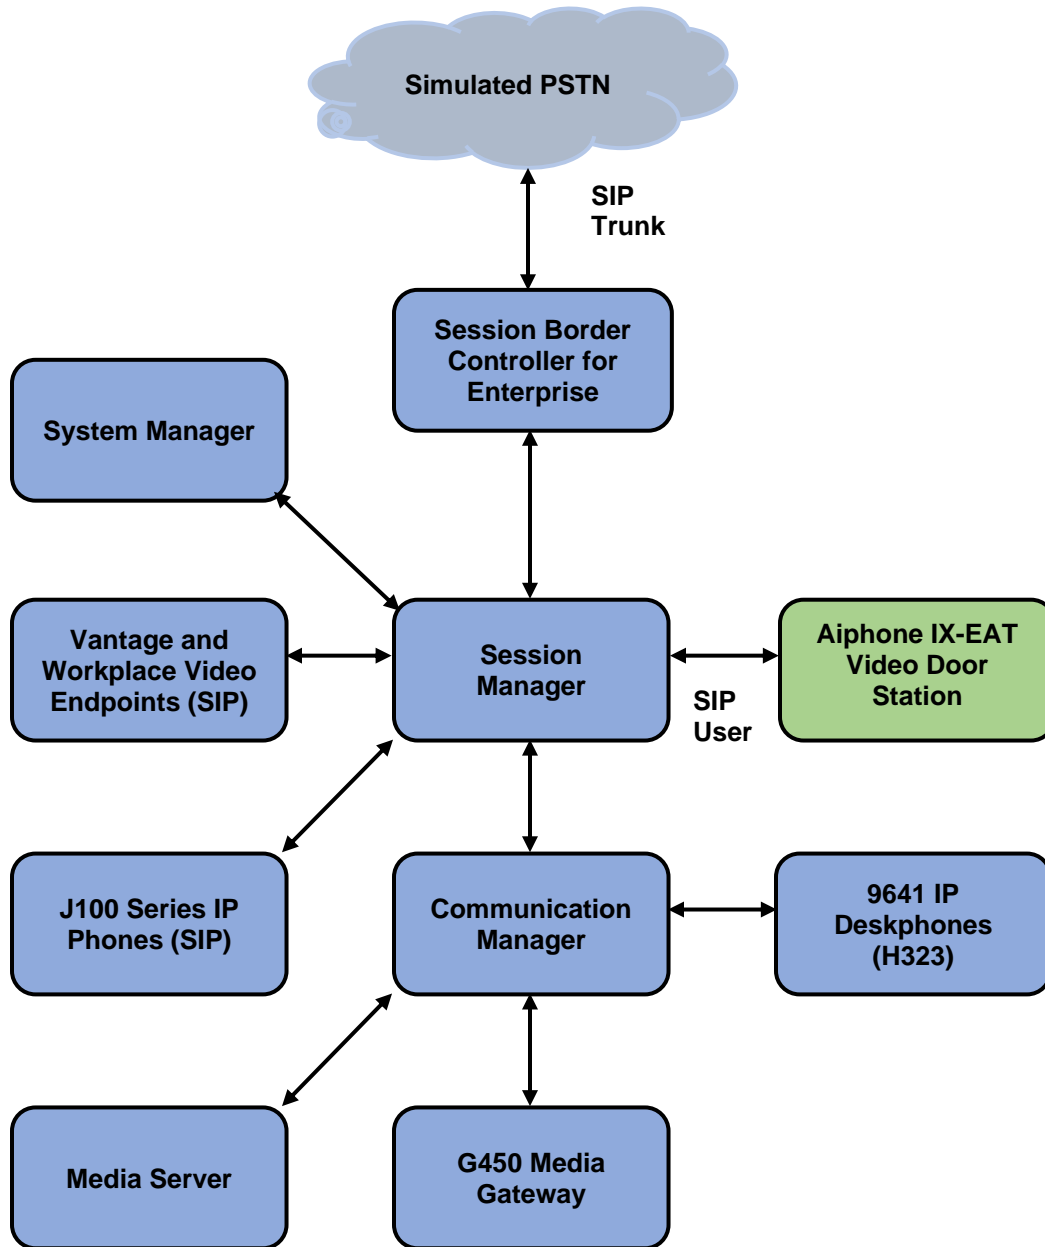 Simulated PSTN
SIP
Trunk
Session Border
Controller for
Enterprise
System Manager
Vantage and
Workplace Video
Endpoints (SIP)
Session
Manager
SIP
User
Aiphone IX-EAT
Video Door
Station
J100 Series IP
Phones (SIP)
Communication
Manager
9641 IP
Deskphones
(H323)
Media Server
G450 Media
Gateway